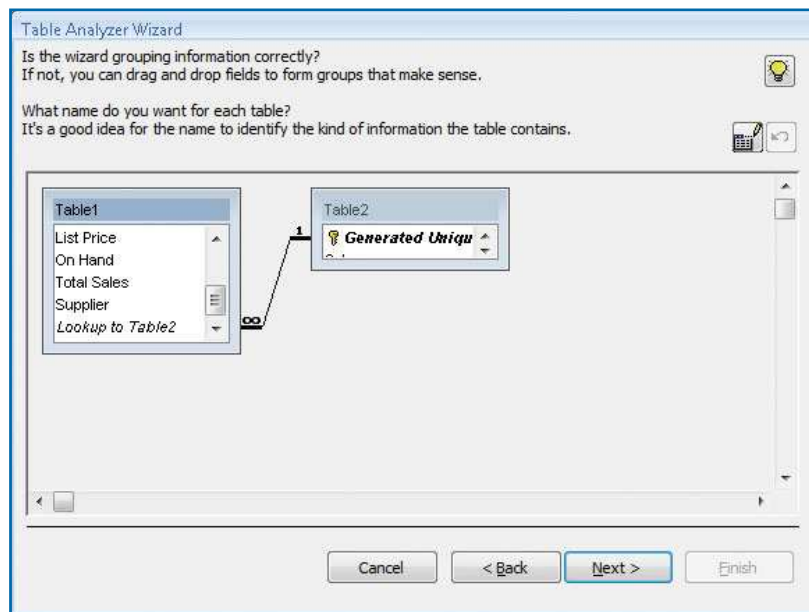 Table Analyzer Wizard
Is the wizard grouping information correctly?
If not, you can drag and drop fields to form groups that make sense.
What name do you want for each table?
It's a good idea for the name to identify the kind of information the table contains.
Table1
List Price
On Hand
Total Sales
Supplier
Lookup to Table2
1
∞
Table2
Generated Uniqu
Cancel
< Back
Next >
Finish